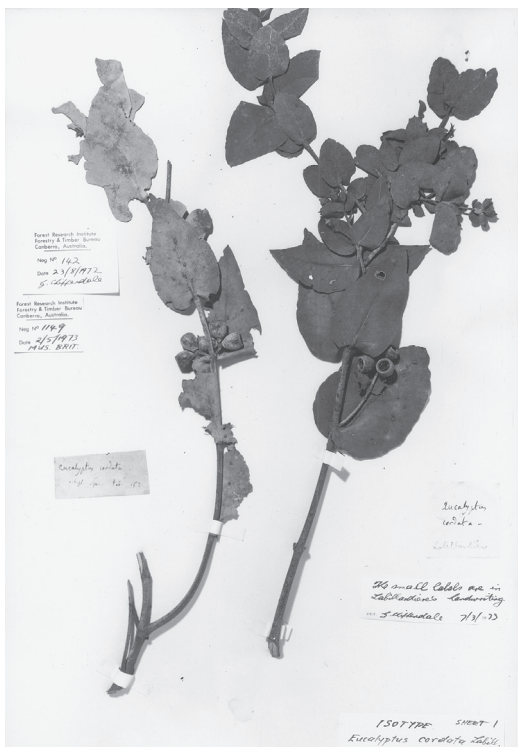 Forest Research Institute
Forestry & Timber Bureau
Canberra, Australia.
Neg Nº 142
Date 23/8/1972
G. Chippendale
Forest Research Institute
Forestry & Timber Bureau
Canberra, Australia.
Neg Nº 1149
Date 2/5/1973
MUS. BRIT.
Eucalyptus cordata
Eucalyptus
cordata -
The small labels are in
Labillardière's handwriting
G. Chippendale 7/3/-73
ISOTYPE SHEET 1
Eucalyptus cordata Labill.